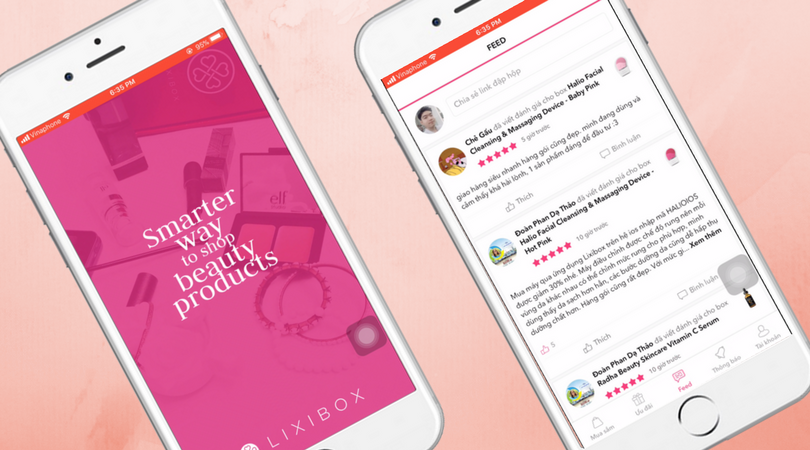 Vinaphone
6:35 PM
95%
elf
Smarter
way
to shop
beauty
products
LIXIBOX
Vinaphone
6:35 PM
FEED
Chia sẻ link đập hộp
Chê Gấu đã viết đánh giá cho box Halio Facial
Cleansing & Massaging Device - Baby Pink
5 giờ trước
giao hàng siêu nhanh hàng gói cũng đẹp. mình đang dùng và
cảm thấy khá hài lònh, 1 sản phẩm đáng để đầu tư :3
Thích
Bình luận
Đoàn Phan Dạ Thảo đã viết đánh giá cho box
Halio Facial Cleansing & Massaging Device -
Hot Pink
10 giờ trước
Mua máy qua ứng dụng Lixibox trên hệ ios nhập mã HALIOIOS
được giảm 30% nhé. Máy điều chỉnh được chế độ rung nên mỗi
vùng da khác nhau có thể chỉnh mức rung cho phù hợp, mình
dùng thấy da sạch hơn hẳn, các bước dưỡng da cũng dễ hấp thu
dưỡng chất hơn. Hàng gói cũng rất đẹp. Với mức gi... Xem thêm
5
Thích
Bình luận
Đoàn Phan Dạ Thảo đã viết đánh giá cho box
Radha Beauty Skincare Vitamin C Serum
10 giờ trước
Mua sắm
Ưu đãi
Feed
Thông báo
Tài khoản